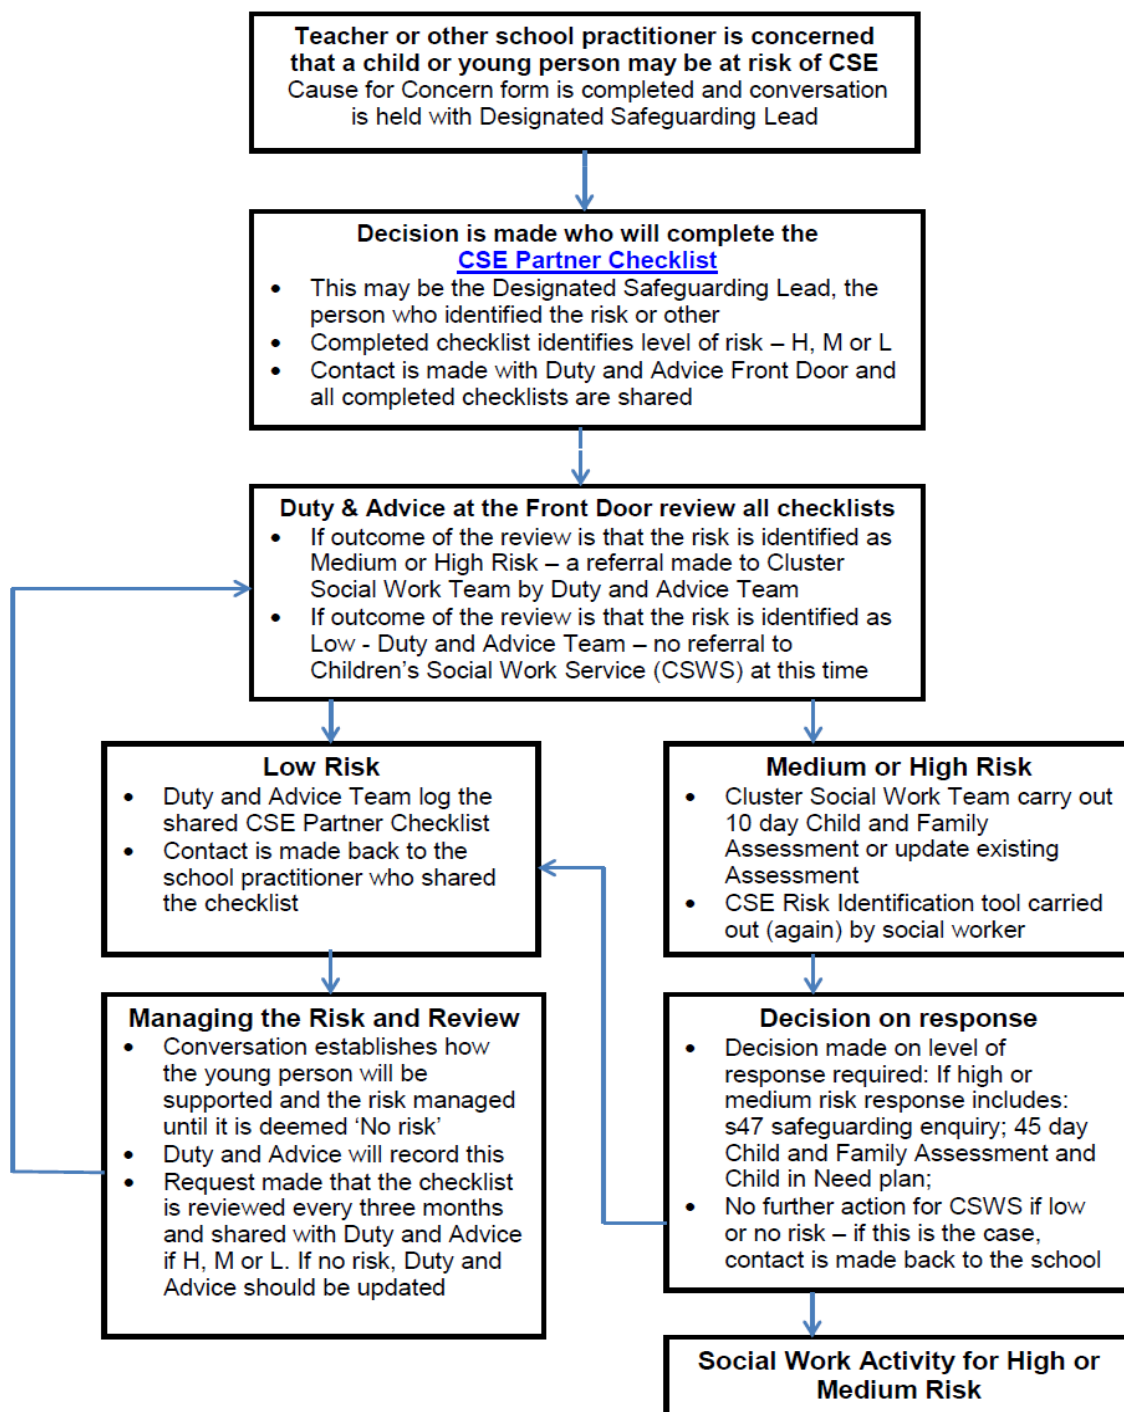 Teacher or other school practitioner is concerned
that a child or young person may be at risk of CSE
Cause for Concern form is completed and conversation
is held with Designated Safeguarding Lead
Decision is made who will complete the
CSE Partner Checklist
• This may be the Designated Safeguarding Lead, the
person who identified the risk or other
• Completed checklist identifies level of risk – H, M or L
• Contact is made with Duty and Advice Front Door and
all completed checklists are shared
Duty & Advice at the Front Door review all checklists
• If outcome of the review is that the risk is identified as
Medium or High Risk – a referral made to Cluster
Social Work Team by Duty and Advice Team
• If outcome of the review is that the risk is identified as
Low - Duty and Advice Team – no referral to
Children's Social Work Service (CSWS) at this time
Low Risk
• Duty and Advice Team log the
shared CSE Partner Checklist
• Contact is made back to the
school practitioner who shared
the checklist
Medium or High Risk
• Cluster Social Work Team carry out
10 day Child and Family
Assessment or update existing
Assessment
• CSE Risk Identification tool carried
out (again) by social worker
Managing the Risk and Review
• Conversation establishes how
the young person will be
supported and the risk managed
until it is deemed 'No risk'
• Duty and Advice will record this
• Request made that the checklist
is reviewed every three months
and shared with Duty and Advice
if H, M or L. If no risk, Duty and
Advice should be updated
Decision on response
• Decision made on level of
response required: If high or
medium risk response includes:
s47 safeguarding enquiry; 45 day
Child and Family Assessment and
Child in Need plan;
• No further action for CSWS if low
or no risk – if this is the case,
contact is made back to the school
Social Work Activity for High or
Medium Risk